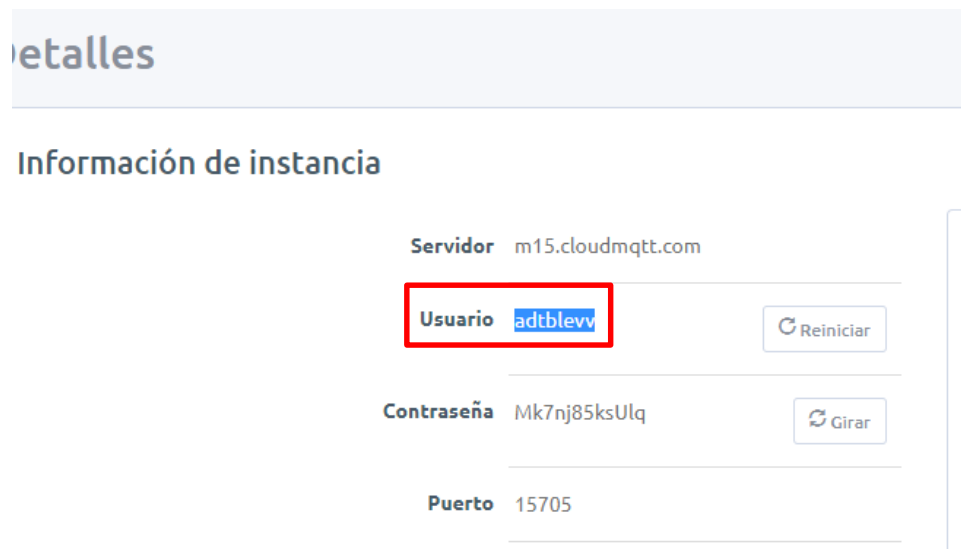 etalles
Información de instancia
Servidor m15.cloudmqtt.com
Usuario adtblevv
Reiniciar
Contraseña Mk7nj85ksUlq
Girar
Puerto 15705